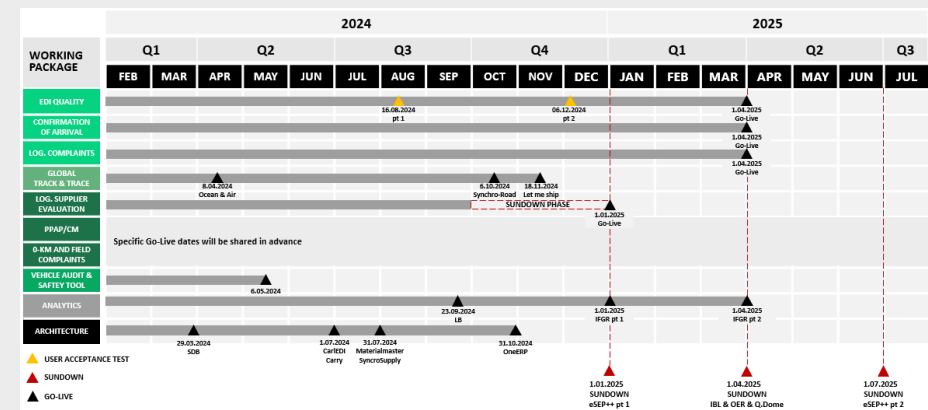 2024
2025
WORKING
PACKAGE
Q1
Q2
Q3
Q4
Q1
Q2
Q3
FEB
MAR
APR
MAY
JUN
JUL
AUG
SEP
OCT
NOV
DEC
JAN
FEB
MAR
APR
MAY
JUN
JUL
EDI QUALITY
16.08.2024
pt 1
06.12.2024
pt 2
1.04.2025
Go-Live
CONFIRMATION
OF ARRIVAL
1.04.2025
Go-Live
LOG. COMPLAINTS
1.04.2025
Go-Live
GLOBAL
TRACK & TRACE
8.04.2024
Ocean & Air
6.10.2024
Synchro-Road
18.11.2024
Let me ship
LOG. SUPPLIER
EVALUATION
SUNDOWN PHASE
1.01.2025
Go-Live
PPAP/CM
Specific Go-Live dates will be shared in advance
0-KM AND FIELD
COMPLAINTS
VEHICLE AUDIT &
SAFTEY TOOL
6.05.2024
ANALYTICS
23.09.2024
LB
1.01.2025
IFGR pt 1
1.04.2025
IFGR pt 2
ARCHITECTURE
29.03.2024
SDB
1.07.2024
CarlEDI
Carry
31.07.2024
Materialmaster
SyncroSupply
31.10.2024
OneERP
USER ACCEPTANCE TEST
SUNDOWN
GO-LIVE
1.01.2025
SUNDOWN
eSEP++ pt 1
1.04.2025
SUNDOWN
IBL & OER & Q.Dome
1.07.2025
SUNDOWN
eSEP++ pt 2